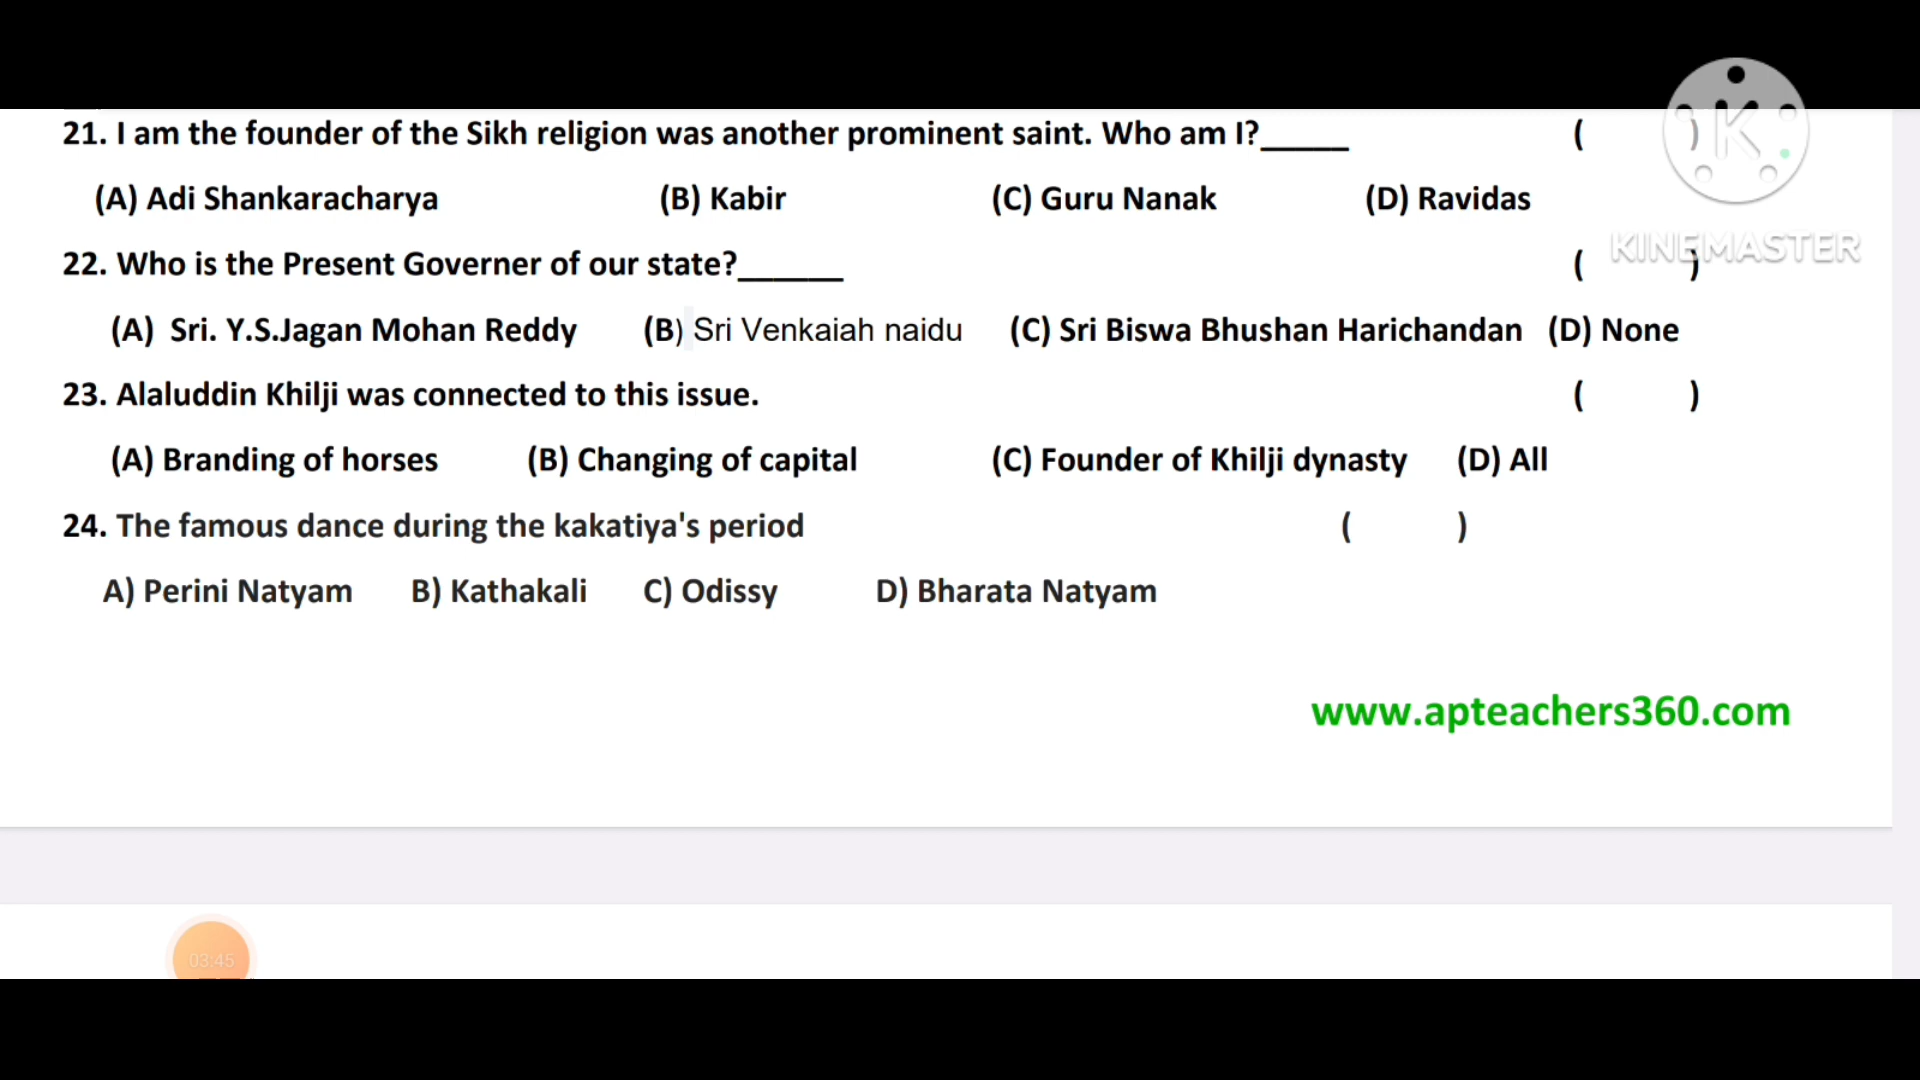 21. I am the founder of the Sikh religion was another prominent saint. Who am I?_____ ( )
(A) Adi Shankaracharya (B) Kabir (C) Guru Nanak (D) Ravidas
22. Who is the Present Governer of our state?______ ( )
(A) Sri. Y.S.Jagan Mohan Reddy (B) Sri Venkaiah naidu (C) Sri Biswa Bhushan Harichandan (D) None
23. Alaluddin Khilji was connected to this issue. ( )
(A) Branding of horses (B) Changing of capital (C) Founder of Khilji dynasty (D) All
24. The famous dance during the kakatiya's period ( )
A) Perini Natyam B) Kathakali C) Odissy D) Bharata Natyam
www.apteachers360.com
K
KINEMASTER
03:45